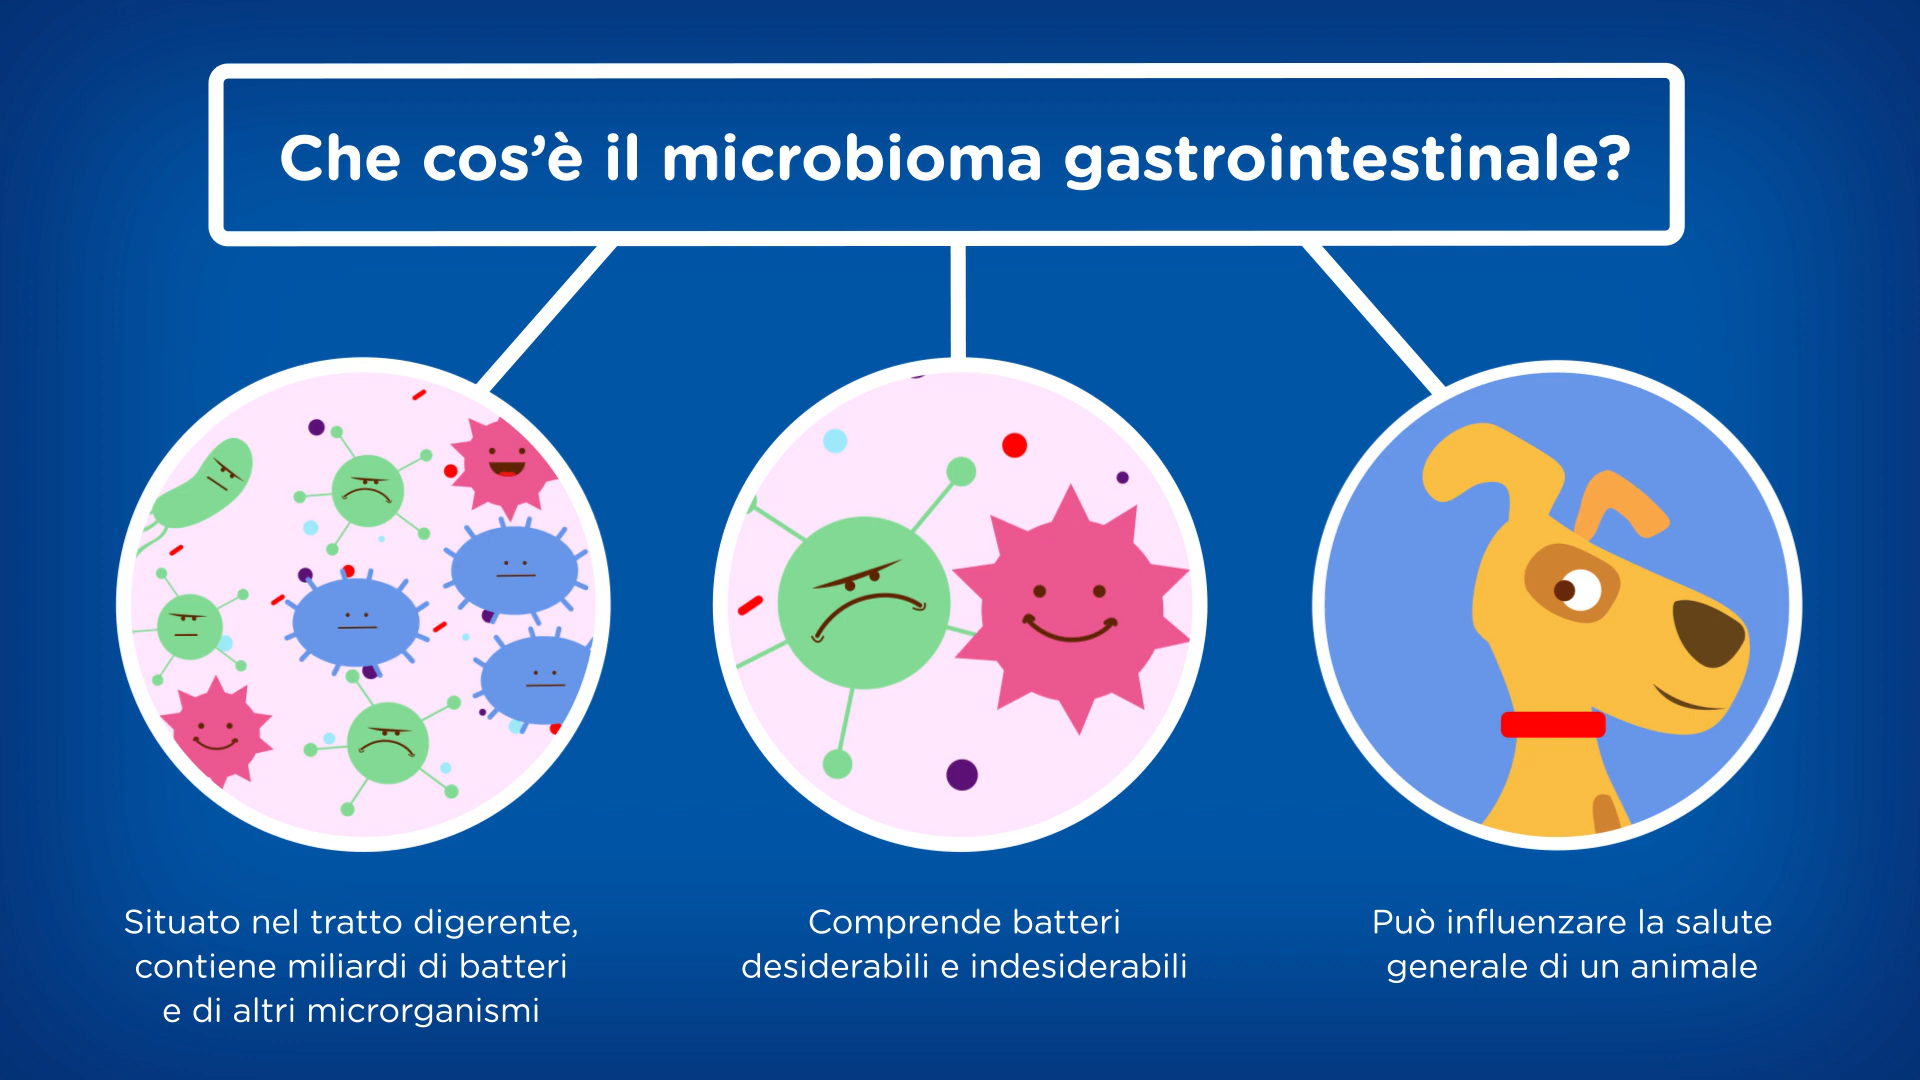 Che cos’è il microbioma gastrointestinale?
Situato nel tratto digerente,
contiene miliardi di batteri
e di altri microrganismi
Comprende batteri
desiderabili e indesiderabili
Può influenzare la salute
generale di un animale